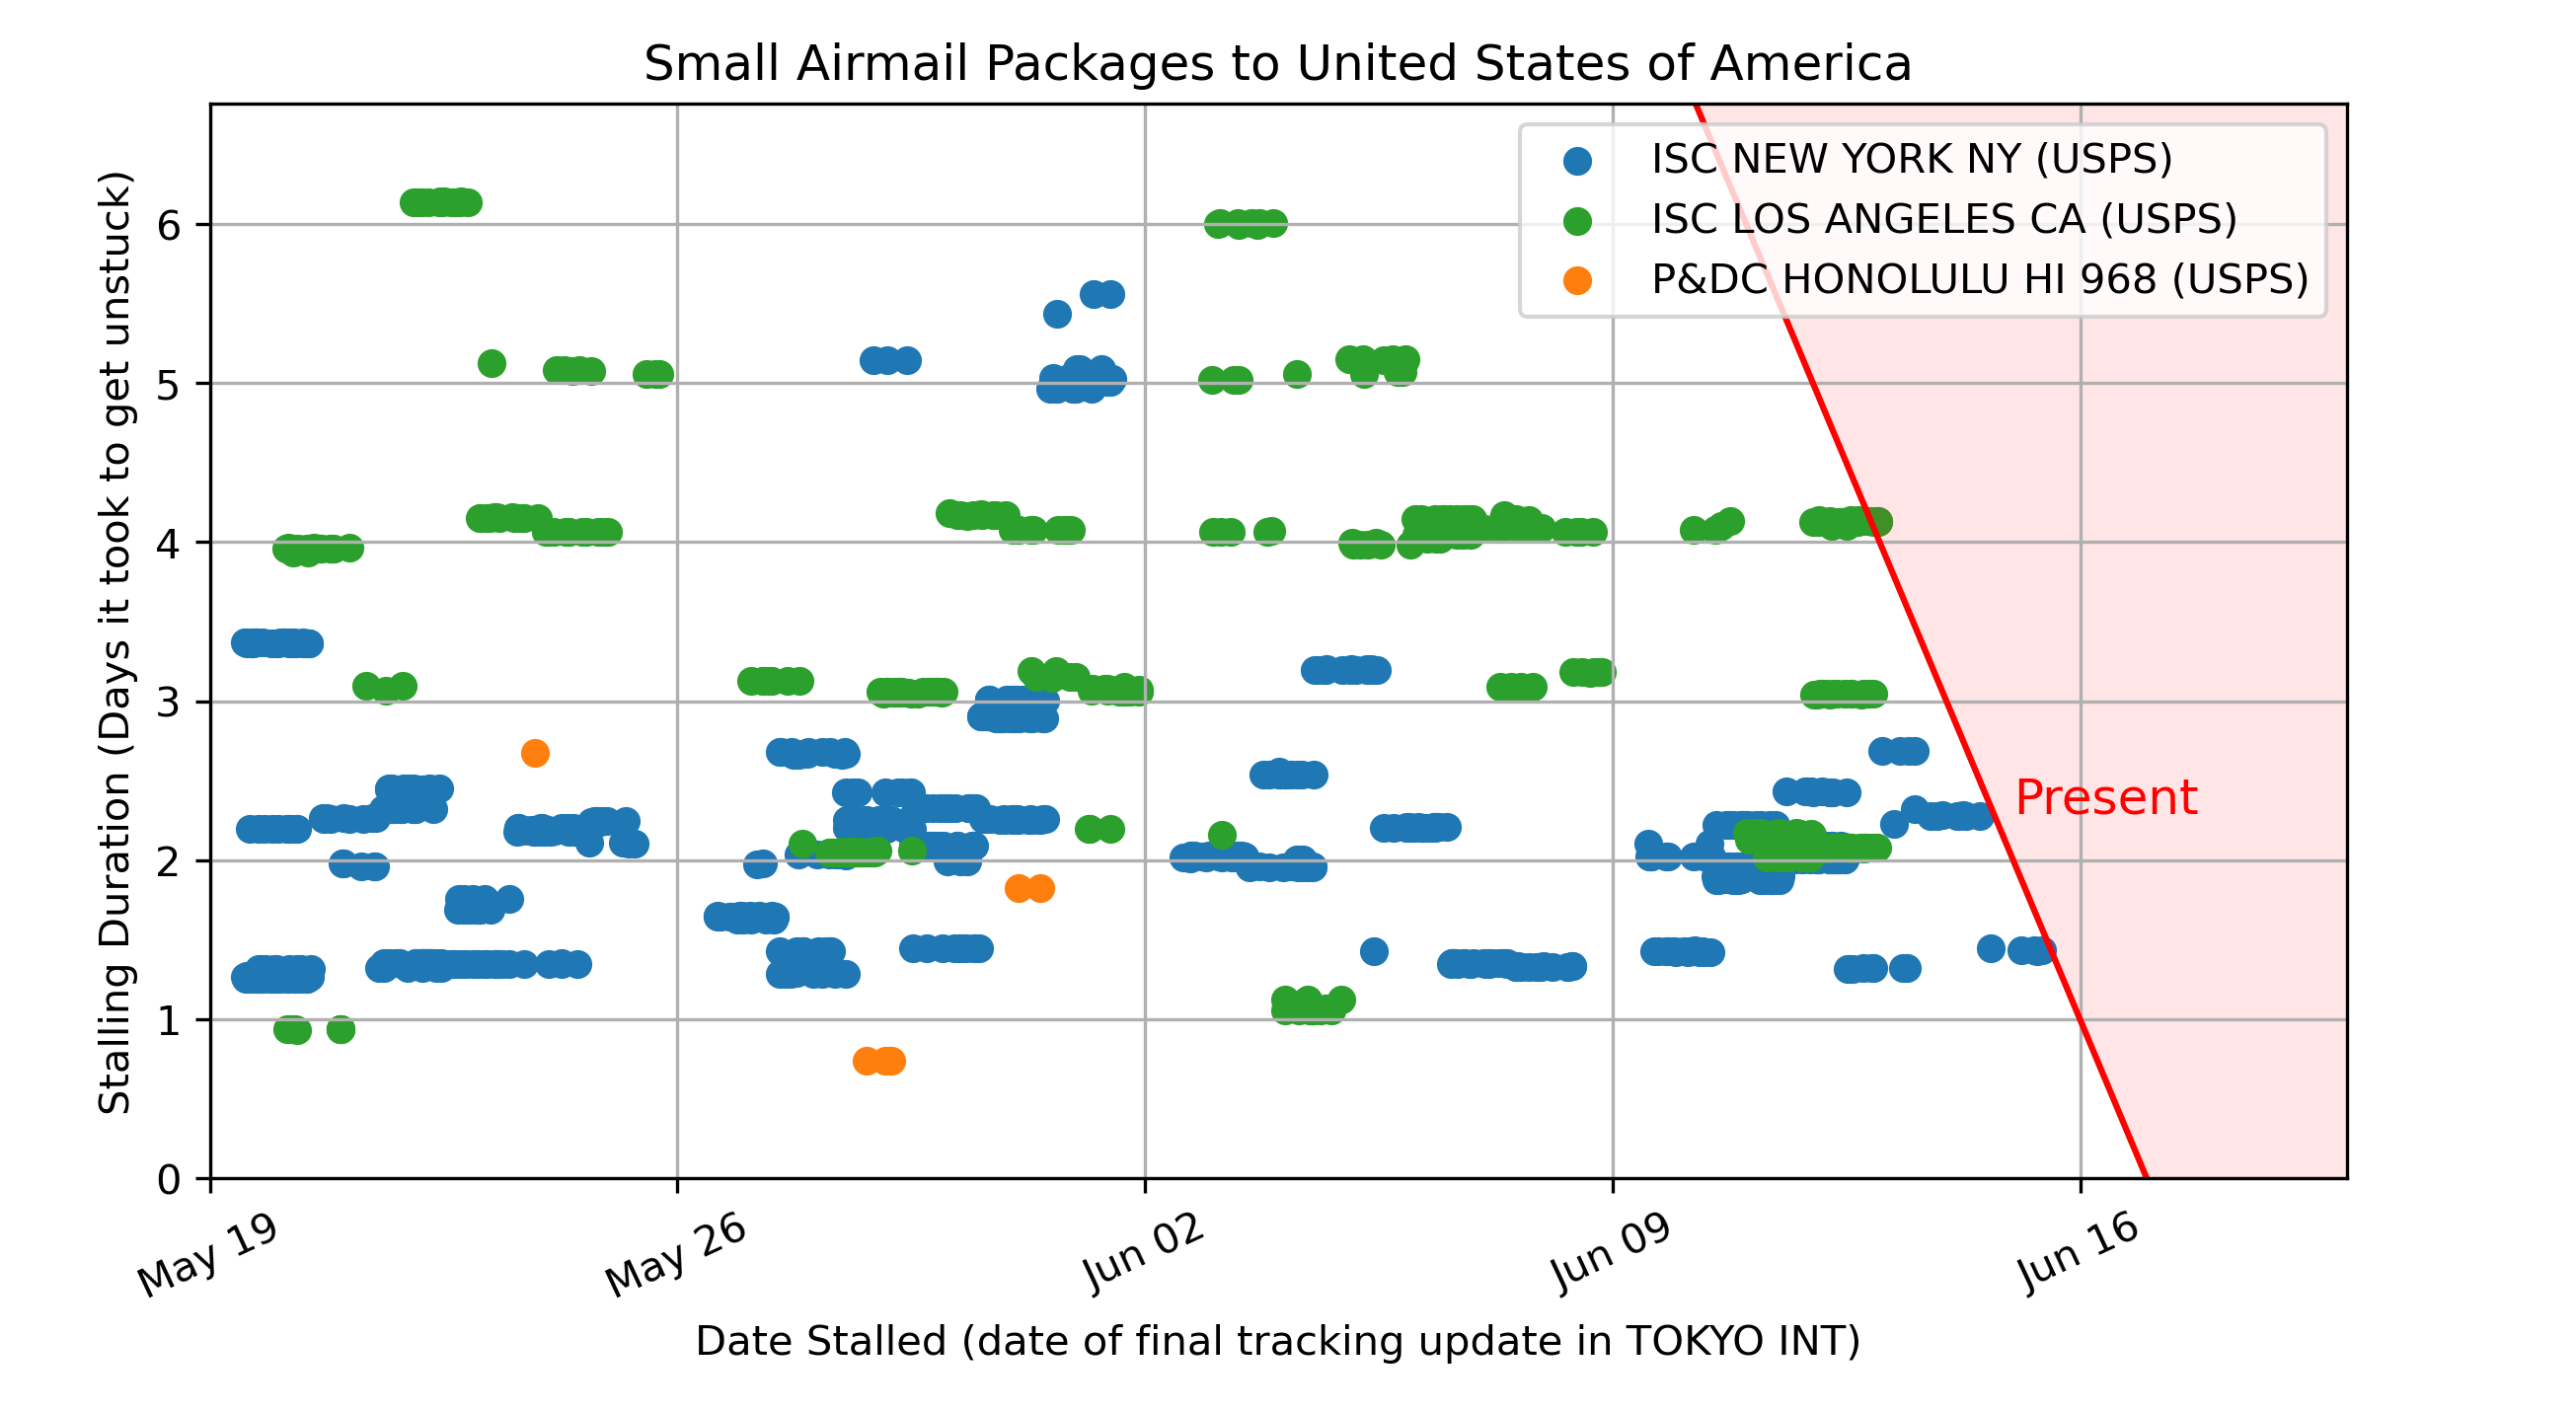 Small Airmail Packages to United States of America
ISC NEW YORK NY (USPS)
ISC LOS ANGELES CA (USPS)
P&DC HONOLULU HI 968 (USPS)
Stalling Duration (Days it took to get unstuck)
6
5
4
3
2
1
0
Present
May 19
May 26
Jun 02
Jun 09
Jun 16
Date Stalled (date of final tracking update in TOKYO INT)